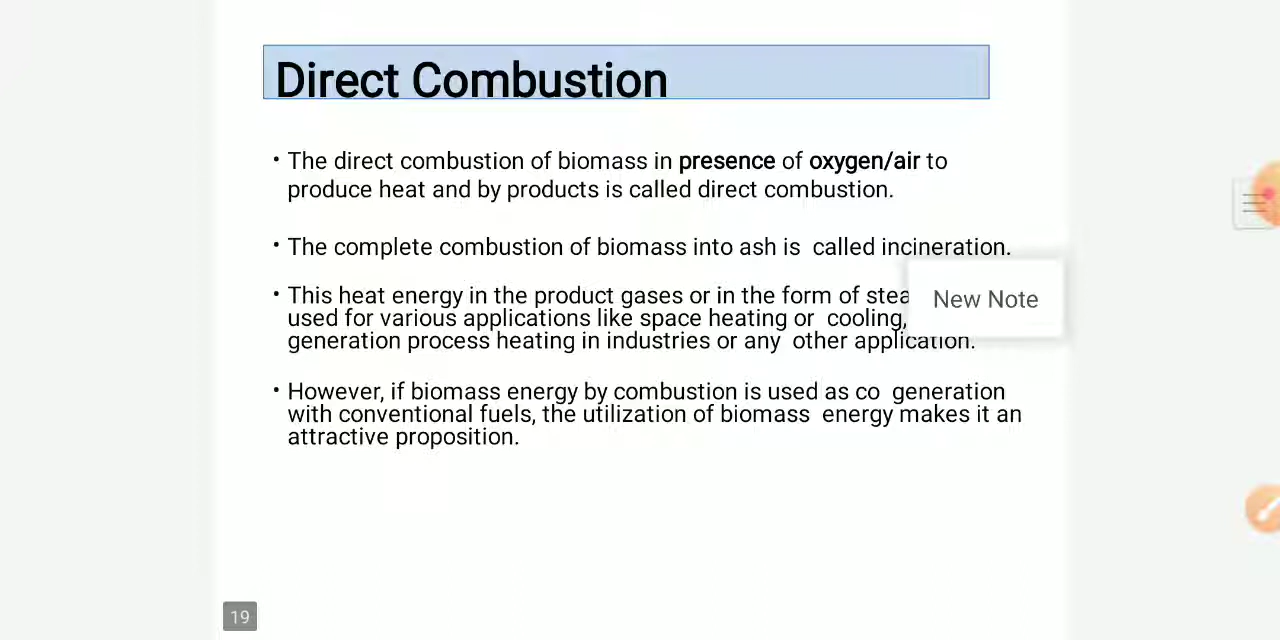 Direct Combustion
• The direct combustion of biomass in presence of oxygen/air to
produce heat and by products is called direct combustion.
• The complete combustion of biomass into ash is called incineration.
• This heat energy in the product gases or in the form of
used for various applications like space heating or cooling,
generation process heating in industries or any other application.
• However, if biomass energy by combustion is used as co generation
with conventional fuels, the utilization of biomass energy makes it an
attractive proposition.
New Note
19